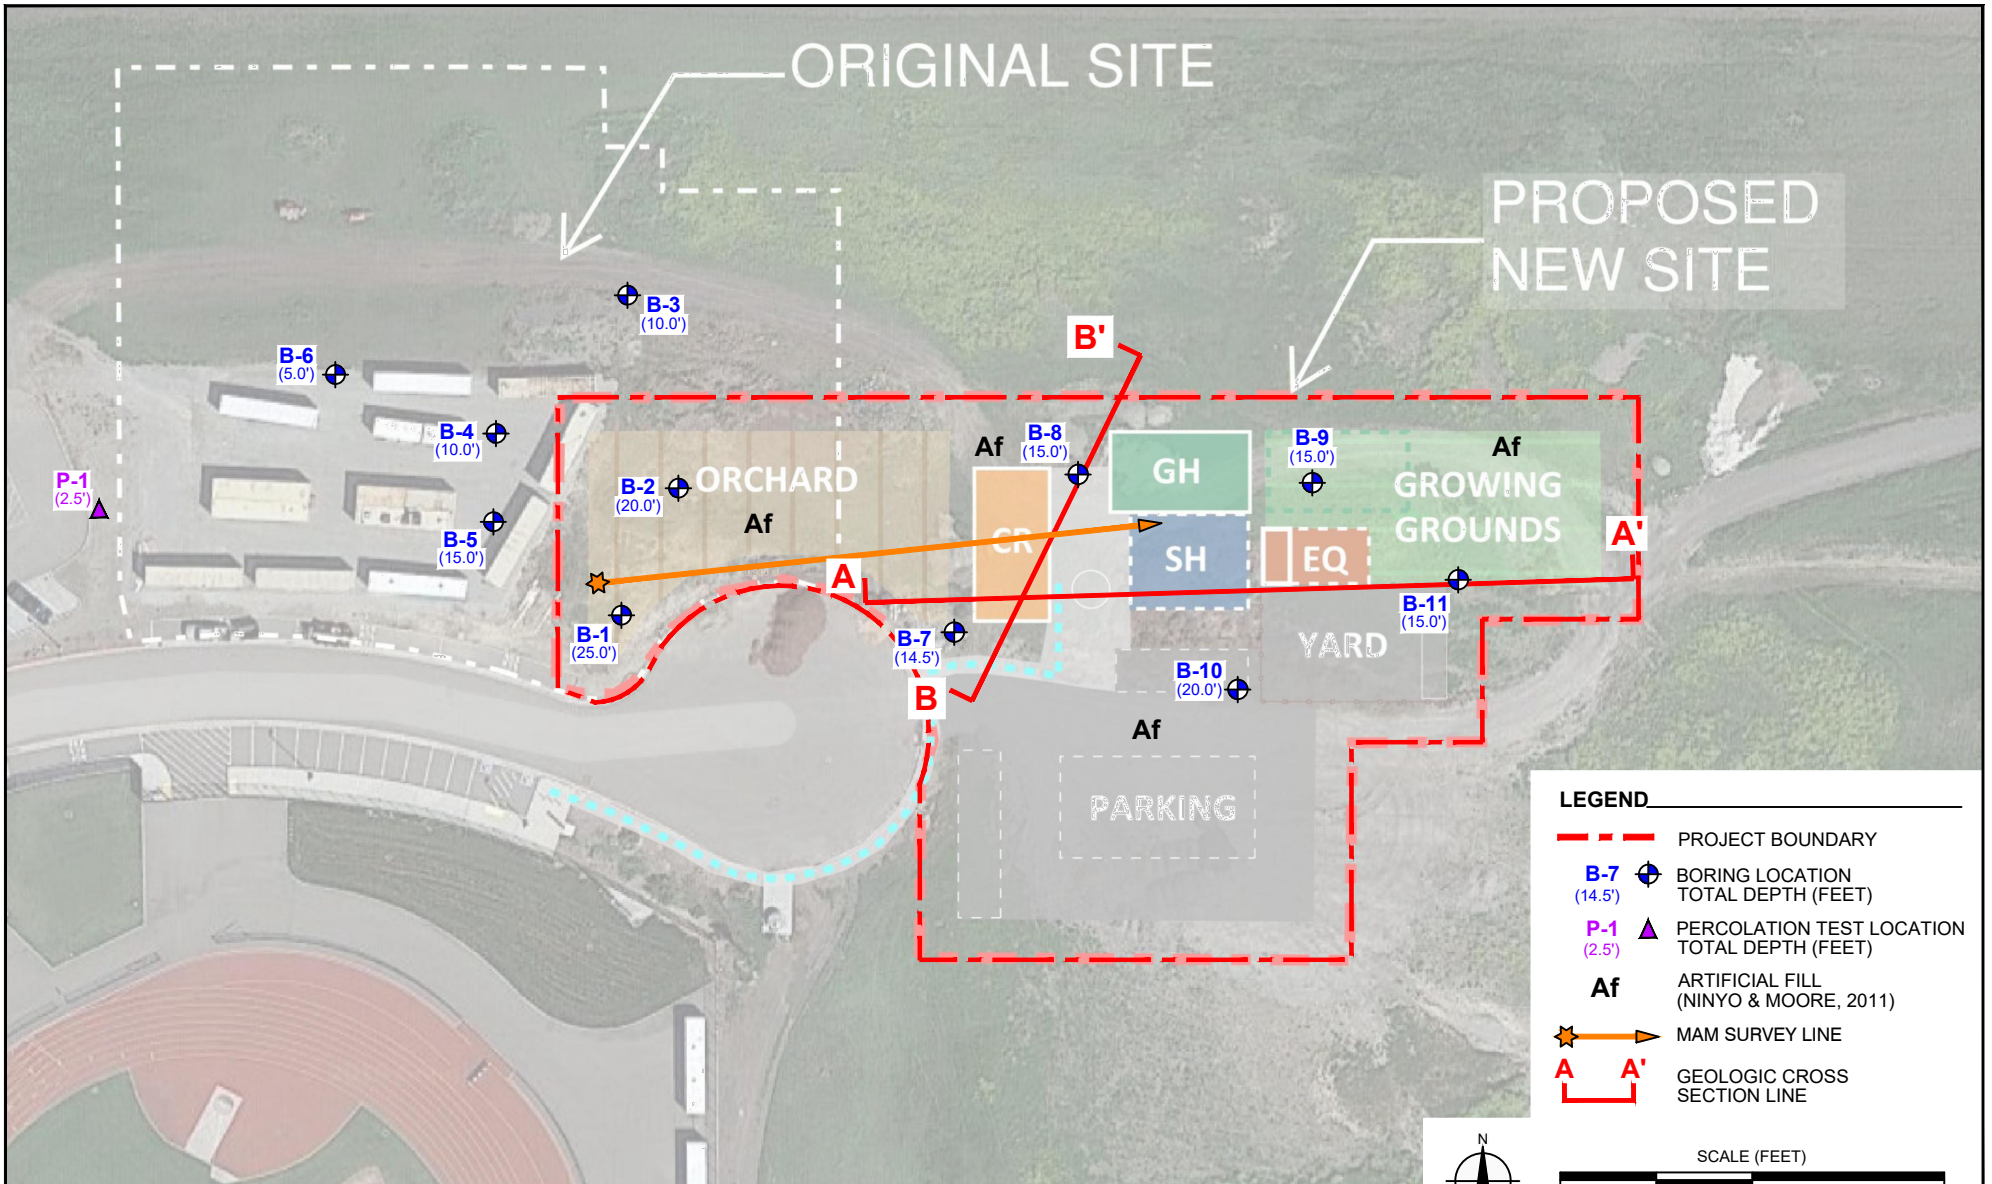 ORIGINAL SITE
PROPOSED
NEW SITE
B-3
(10.0')
B'
B-6
(5.0')
B-4
(10.0')
P-1
(2.5')
B-5
(15.0')
B-2
(20.0')
ORCHARD
Af
Af
B-8
(15.0')
GH
B-9
(15.0')
Af
GROWING
GROUNDS
CR
SH
EQ
A'
A
B-1
(25.0')
B-7
(14.5')
B-11
(15.0')
YARD
B-10
(20.0')
B
Af
PARKING
LEGEND
PROJECT BOUNDARY
B-7
(14.5')
BORING LOCATION
TOTAL DEPTH (FEET)
P-1
(2.5')
PERCOLATION TEST LOCATION
TOTAL DEPTH (FEET)
Af
ARTIFICIAL FILL
(NINYO & MOORE, 2011)
MAM SURVEY LINE
A A'
GEOLOGIC CROSS
SECTION LINE
N
SCALE (FEET)